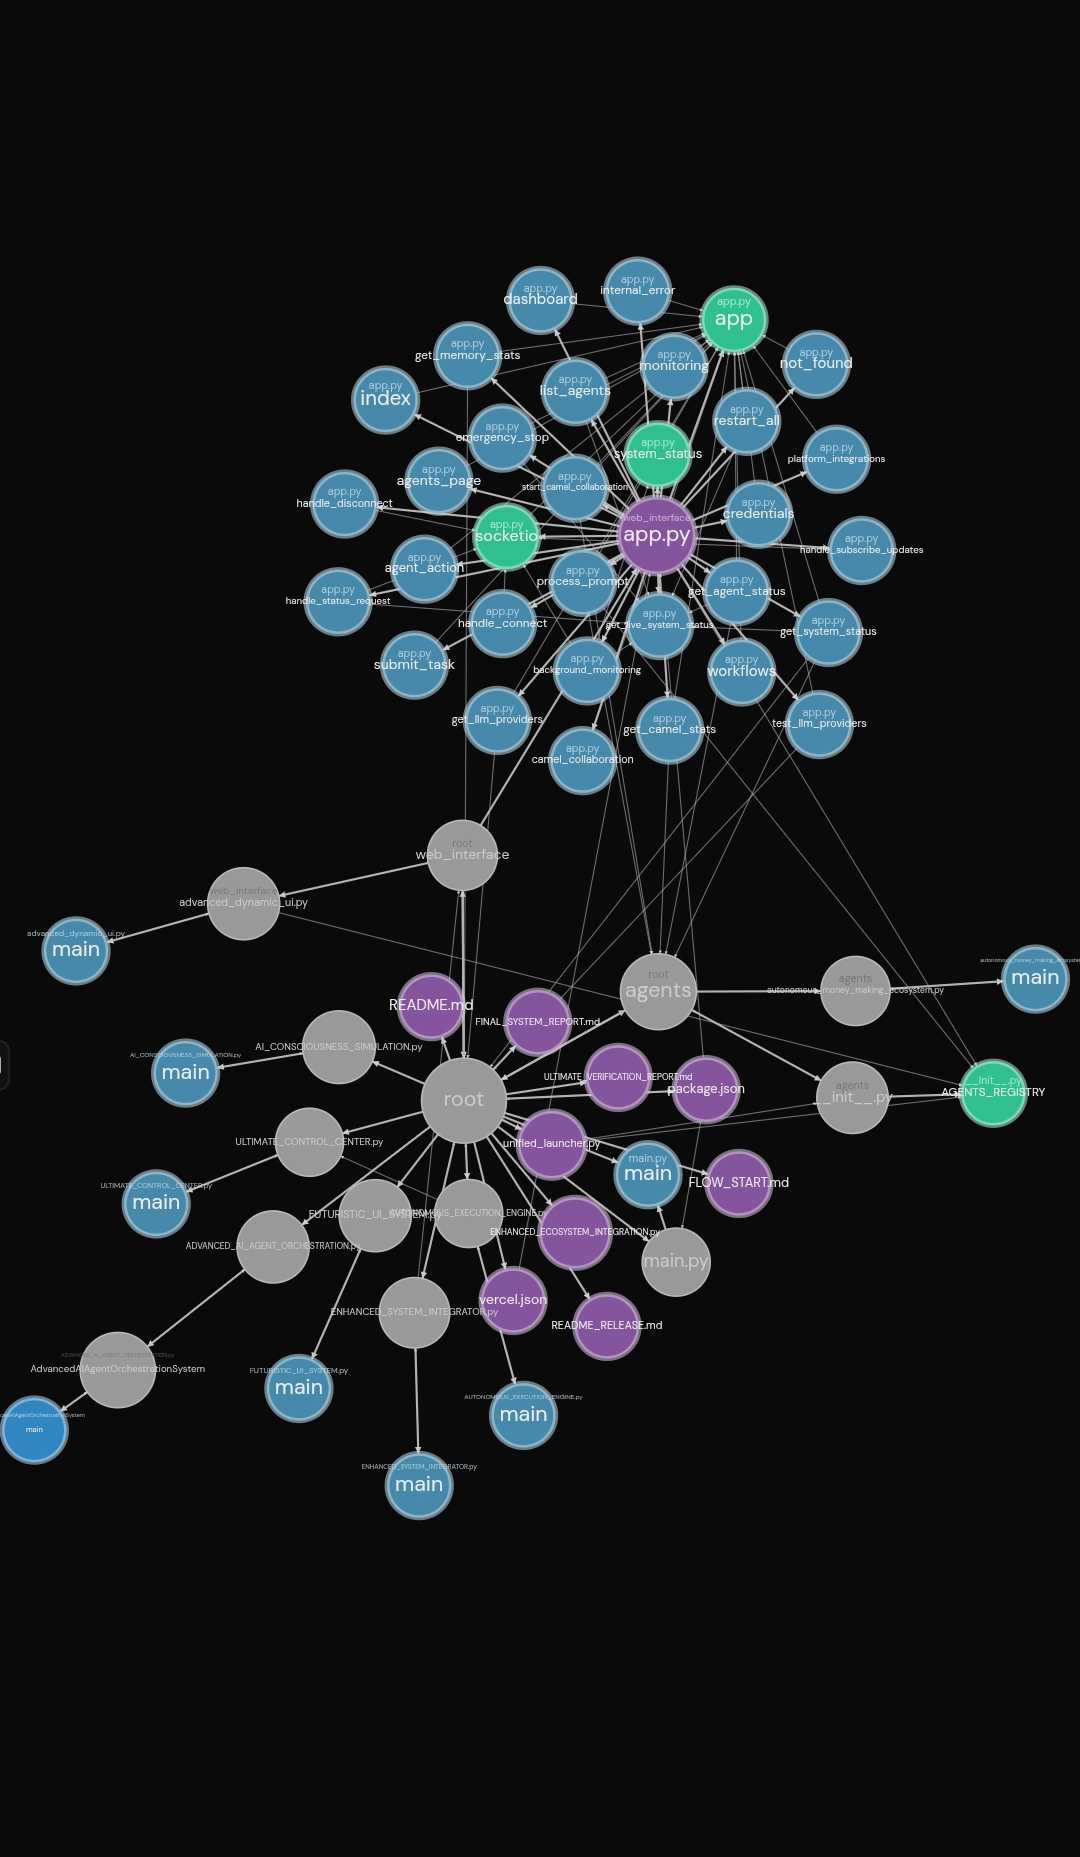 app.py
internal_error
app.py
dashboard
app.py
app
app.py
get_memory_stats
app.py
monitoring
app.py
not_found
app.py
list_agents
app.py
index
app.py
restart_all
app.py
emergency_stop
app.py
system_status
app.py
platform_integrations
app.py
agents_page
app.py
start_camel_collaboration
app.py
handle_disconnect
app.py
credentials
web_interface
app.py
app.py
socketio
app.py
handle_subscribe_updates
app.py
agent_action
app.py
process_prompt
app.py
get_agent_status
app.py
handle_status_request
app.py
handle_connect
app.py
get_live_system_status
app.py
get_system_status
app.py
submit_task
app.py
background_monitoring
app.py
workflows
app.py
get_llm_providers
app.py
get_camel_stats
app.py
test_llm_providers
app.py
camel_collaboration
root
web_interface
web_interface
advanced_dynamic_ui.py
advanced_dynamic_ui.py
main
root
agents
agents
autonomous_money_making_ecosystem.py
autonomous_money_making_ecosystem
main
README.md
FINAL_SYSTEM_REPORT.md
AI_CONSCIOUSNESS_SIMULATION.py
AI_CONSCIOUSNESS_SIMULATION.py
main
ULTIMATE_VERIFICATION_REPORT.md
package.json
agents
__init__.py
__init__.py
AGENTS_REGISTRY
root
ULTIMATE_CONTROL_CENTER.py
unified_launcher.py
main.py
main
FLOW_START.md
ULTIMATE_CONTROL_CENTER.py
main
FUTURISTIC_UI_SYSTEM.py
AUTONOMOUS_EXECUTION_ENGINE.py
ENHANCED_ECOSYSTEM_INTEGRATION.py
ADVANCED_AI_AGENT_ORCHESTRATION.py
main.py
vercel.json
ENHANCED_SYSTEM_INTEGRATOR.py
README_RELEASE.md
ADVANCED_AI_AGENT_ORCHESTRATION.py
AdvancedAIAgentOrchestrationSystem
FUTURISTIC_UI_SYSTEM.py
main
AUTONOMOUS_EXECUTION_ENGINE.py
main
cedAIAgentOrchestrationSystem
main
ENHANCED_SYSTEM_INTEGRATOR.py
main